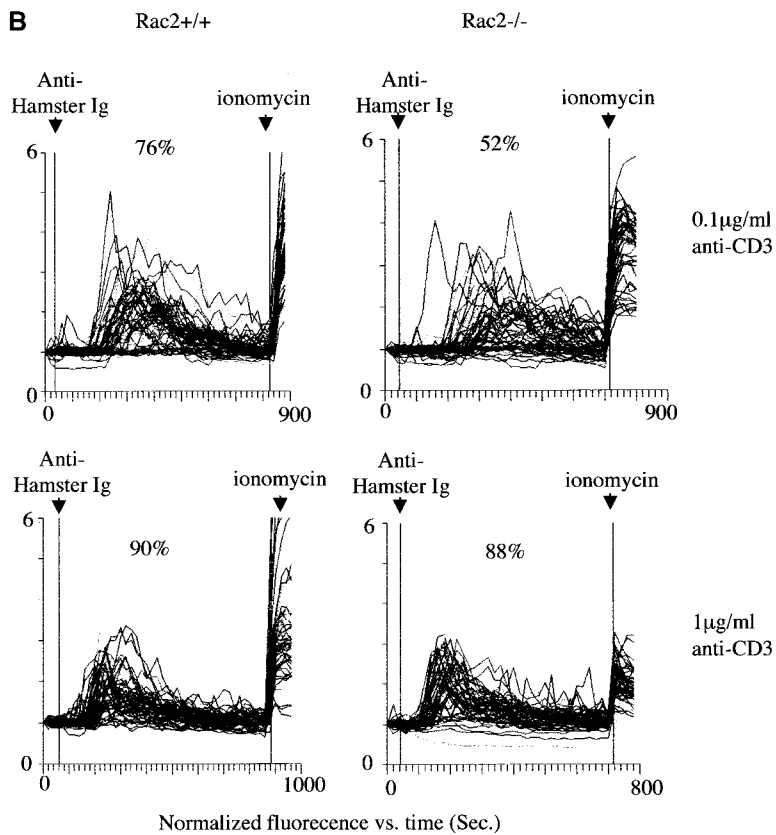 B
Rac2+/+ Rac2-/-
Anti-
Hamster Ig
ionomycin
Anti-
Hamster Ig
ionomycin
6
76%
0
0
900
6
52%
0
0
900
0.1µg/ml
anti-CD3
Anti-
Hamster Ig
ionomycin
Anti-
Hamster Ig
ionomycin
6
90%
0
0
1000
6
88%
0
0
800
1µg/ml
anti-CD3
Normalized fluorecence vs. time (Sec.)